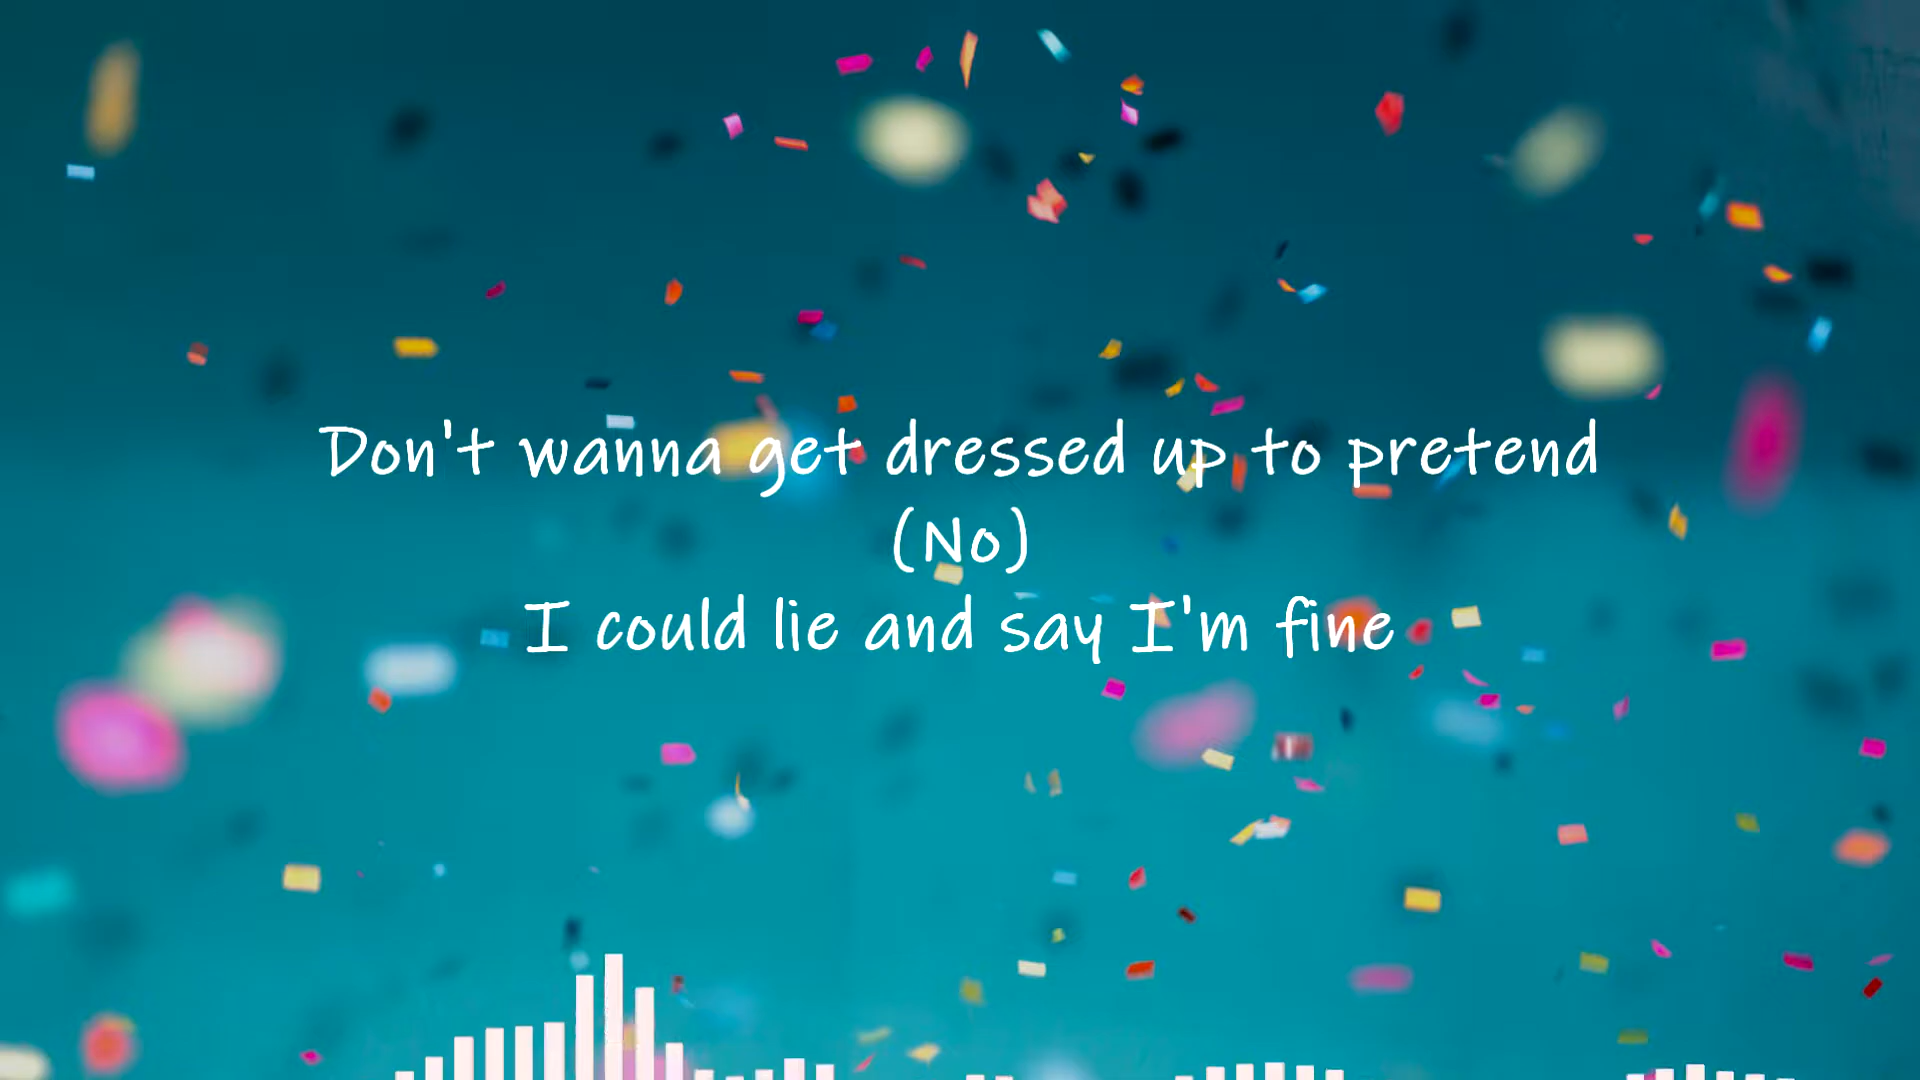 Don't wanna get dressed up to pretend
(No)
I could lie and say I'm fine